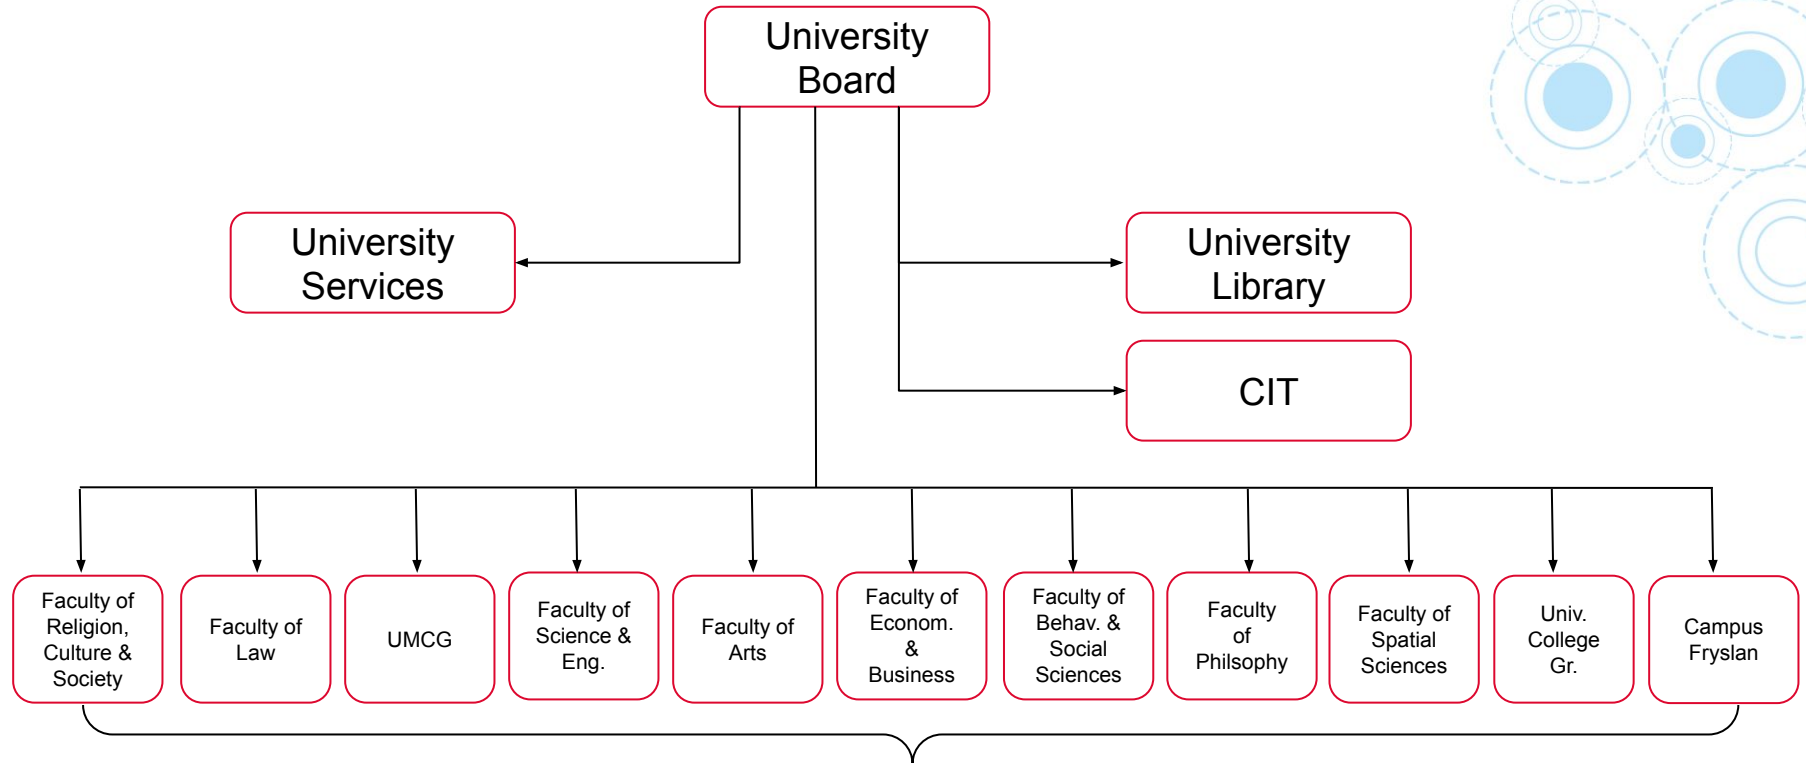 University
Board
University
Services
University
Library
CIT
Faculty of
Religion,
Culture &
Society
Faculty of
Law
UMCG
Faculty of
Science &
Eng.
Faculty of
Arts
Faculty of
Econom.
&
Business
Faculty of
Behav. &
Social
Sciences
Faculty
of
Philsophy
Faculty of
Spatial
Sciences
Univ.
College
Gr.
Campus
Fryslan